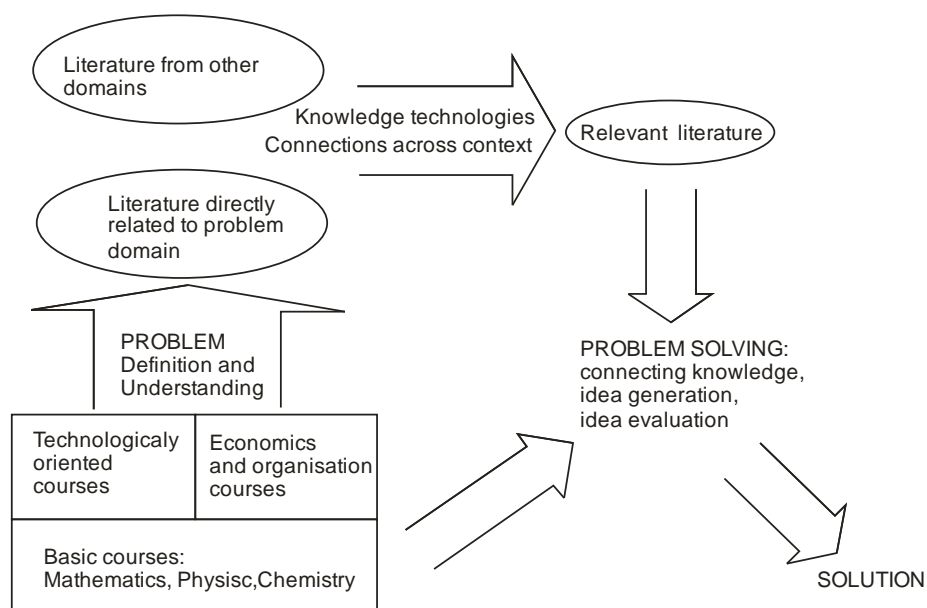 Literature from other
domains
Knowledge technologies
Connections across context
Relevant literature
Literature directly
related to problem
domain
PROBLEM
Definition and
Understanding
PROBLEM SOLVING:
connecting knowledge,
idea generation,
idea evaluation
Technologicaly
oriented
courses
Economics
and organisation
courses
Basic courses:
Mathematics, Physisc,Chemistry
SOLUTION